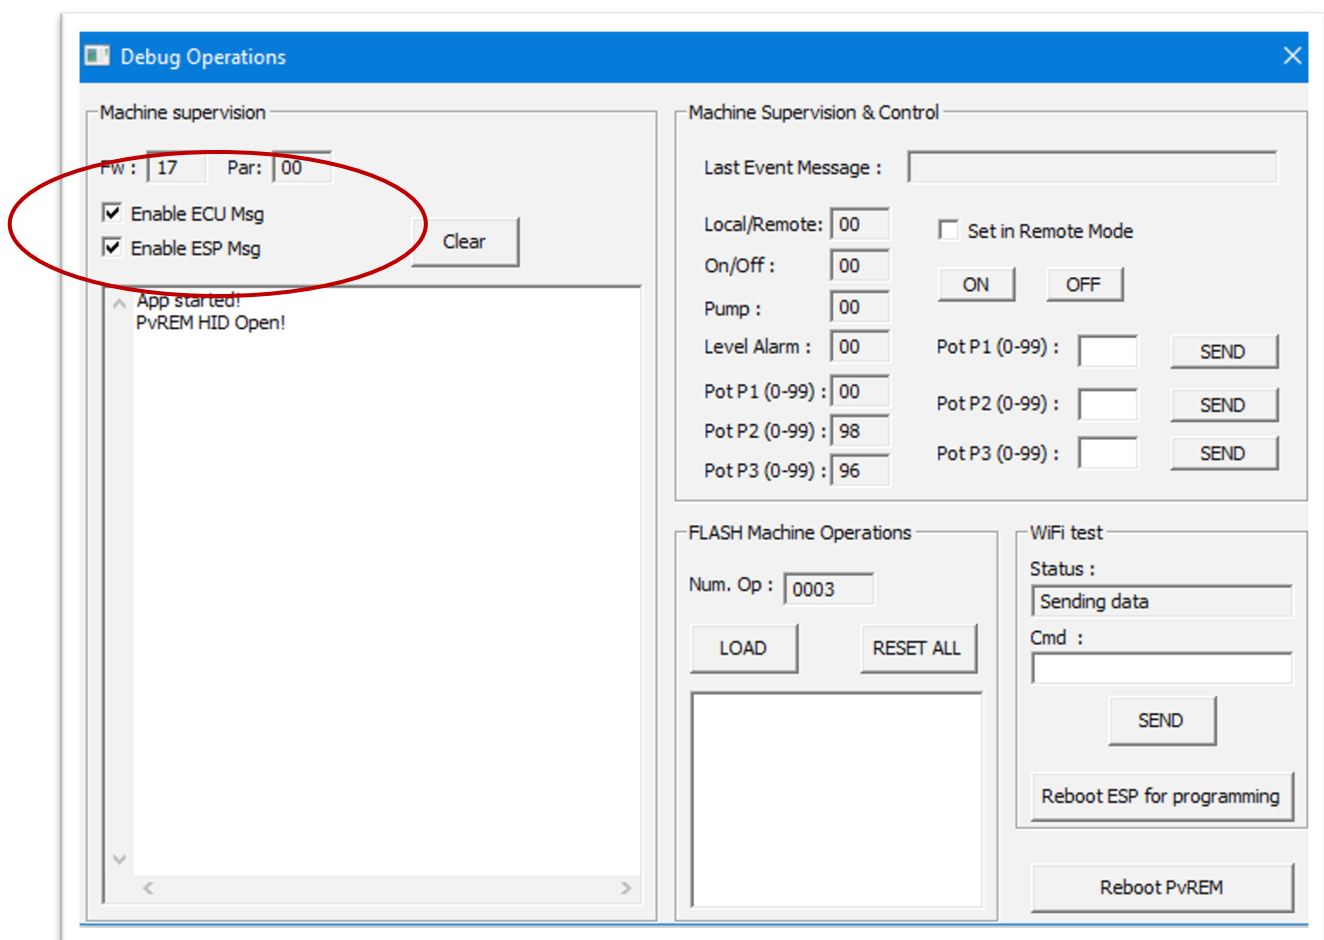 Debug Operations
Machine supervision
Fw : 17 Par: 00
Enable ECU Msg
Enable ESP Msg
Clear
App started!
PvREM HID Open!
Machine Supervision & Control
Last Event Message :
Local/Remote: 00
Set in Remote Mode
On/Off : 00
ON OFF
Pump : 00
Level Alarm : 00
Pot P1 (0-99) : SEND
Pot P1 (0-99) : 00
Pot P2 (0-99) : SEND
Pot P2 (0-99) : 98
Pot P3 (0-99) : SEND
Pot P3 (0-99) : 96
FLASH Machine Operations
Num. Op : 0003
LOAD RESET ALL
WiFi test
Status :
Sending data
Cmd :
SEND
Reboot ESP for programming
Reboot PvREM